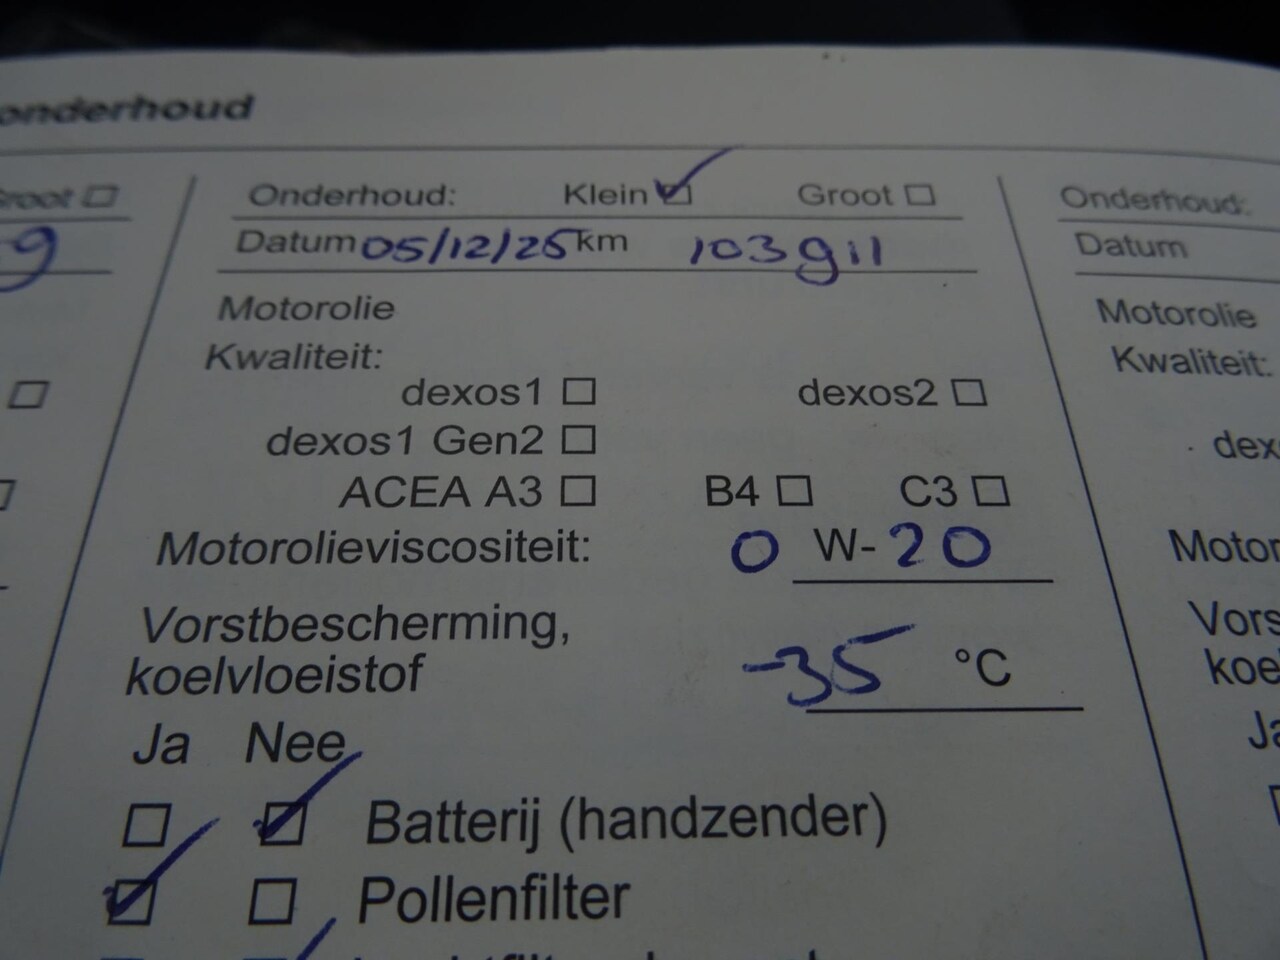 onderhoud
Groot ☐
9
Onderhoud: Klein ☑ Groot ☐
Datum 05/12/25 km 103911
Motorolie
Kwaliteit:
dexos1 ☐ dexos2 ☐
dexos1 Gen2 ☐
ACEA A3 ☐ B4 ☐ C3 ☐
Motorolieviscositeit: 0 W-20
Vorstbescherming,
koelvloeistof -35 °C
Ja Nee
☐ ☑ Batterij (handzender)
☑ ☐ Pollenfilter
Onderhoud:
Datum
Motorolie
Kwaliteit:
dex
Motor
Vors
koe
Ja